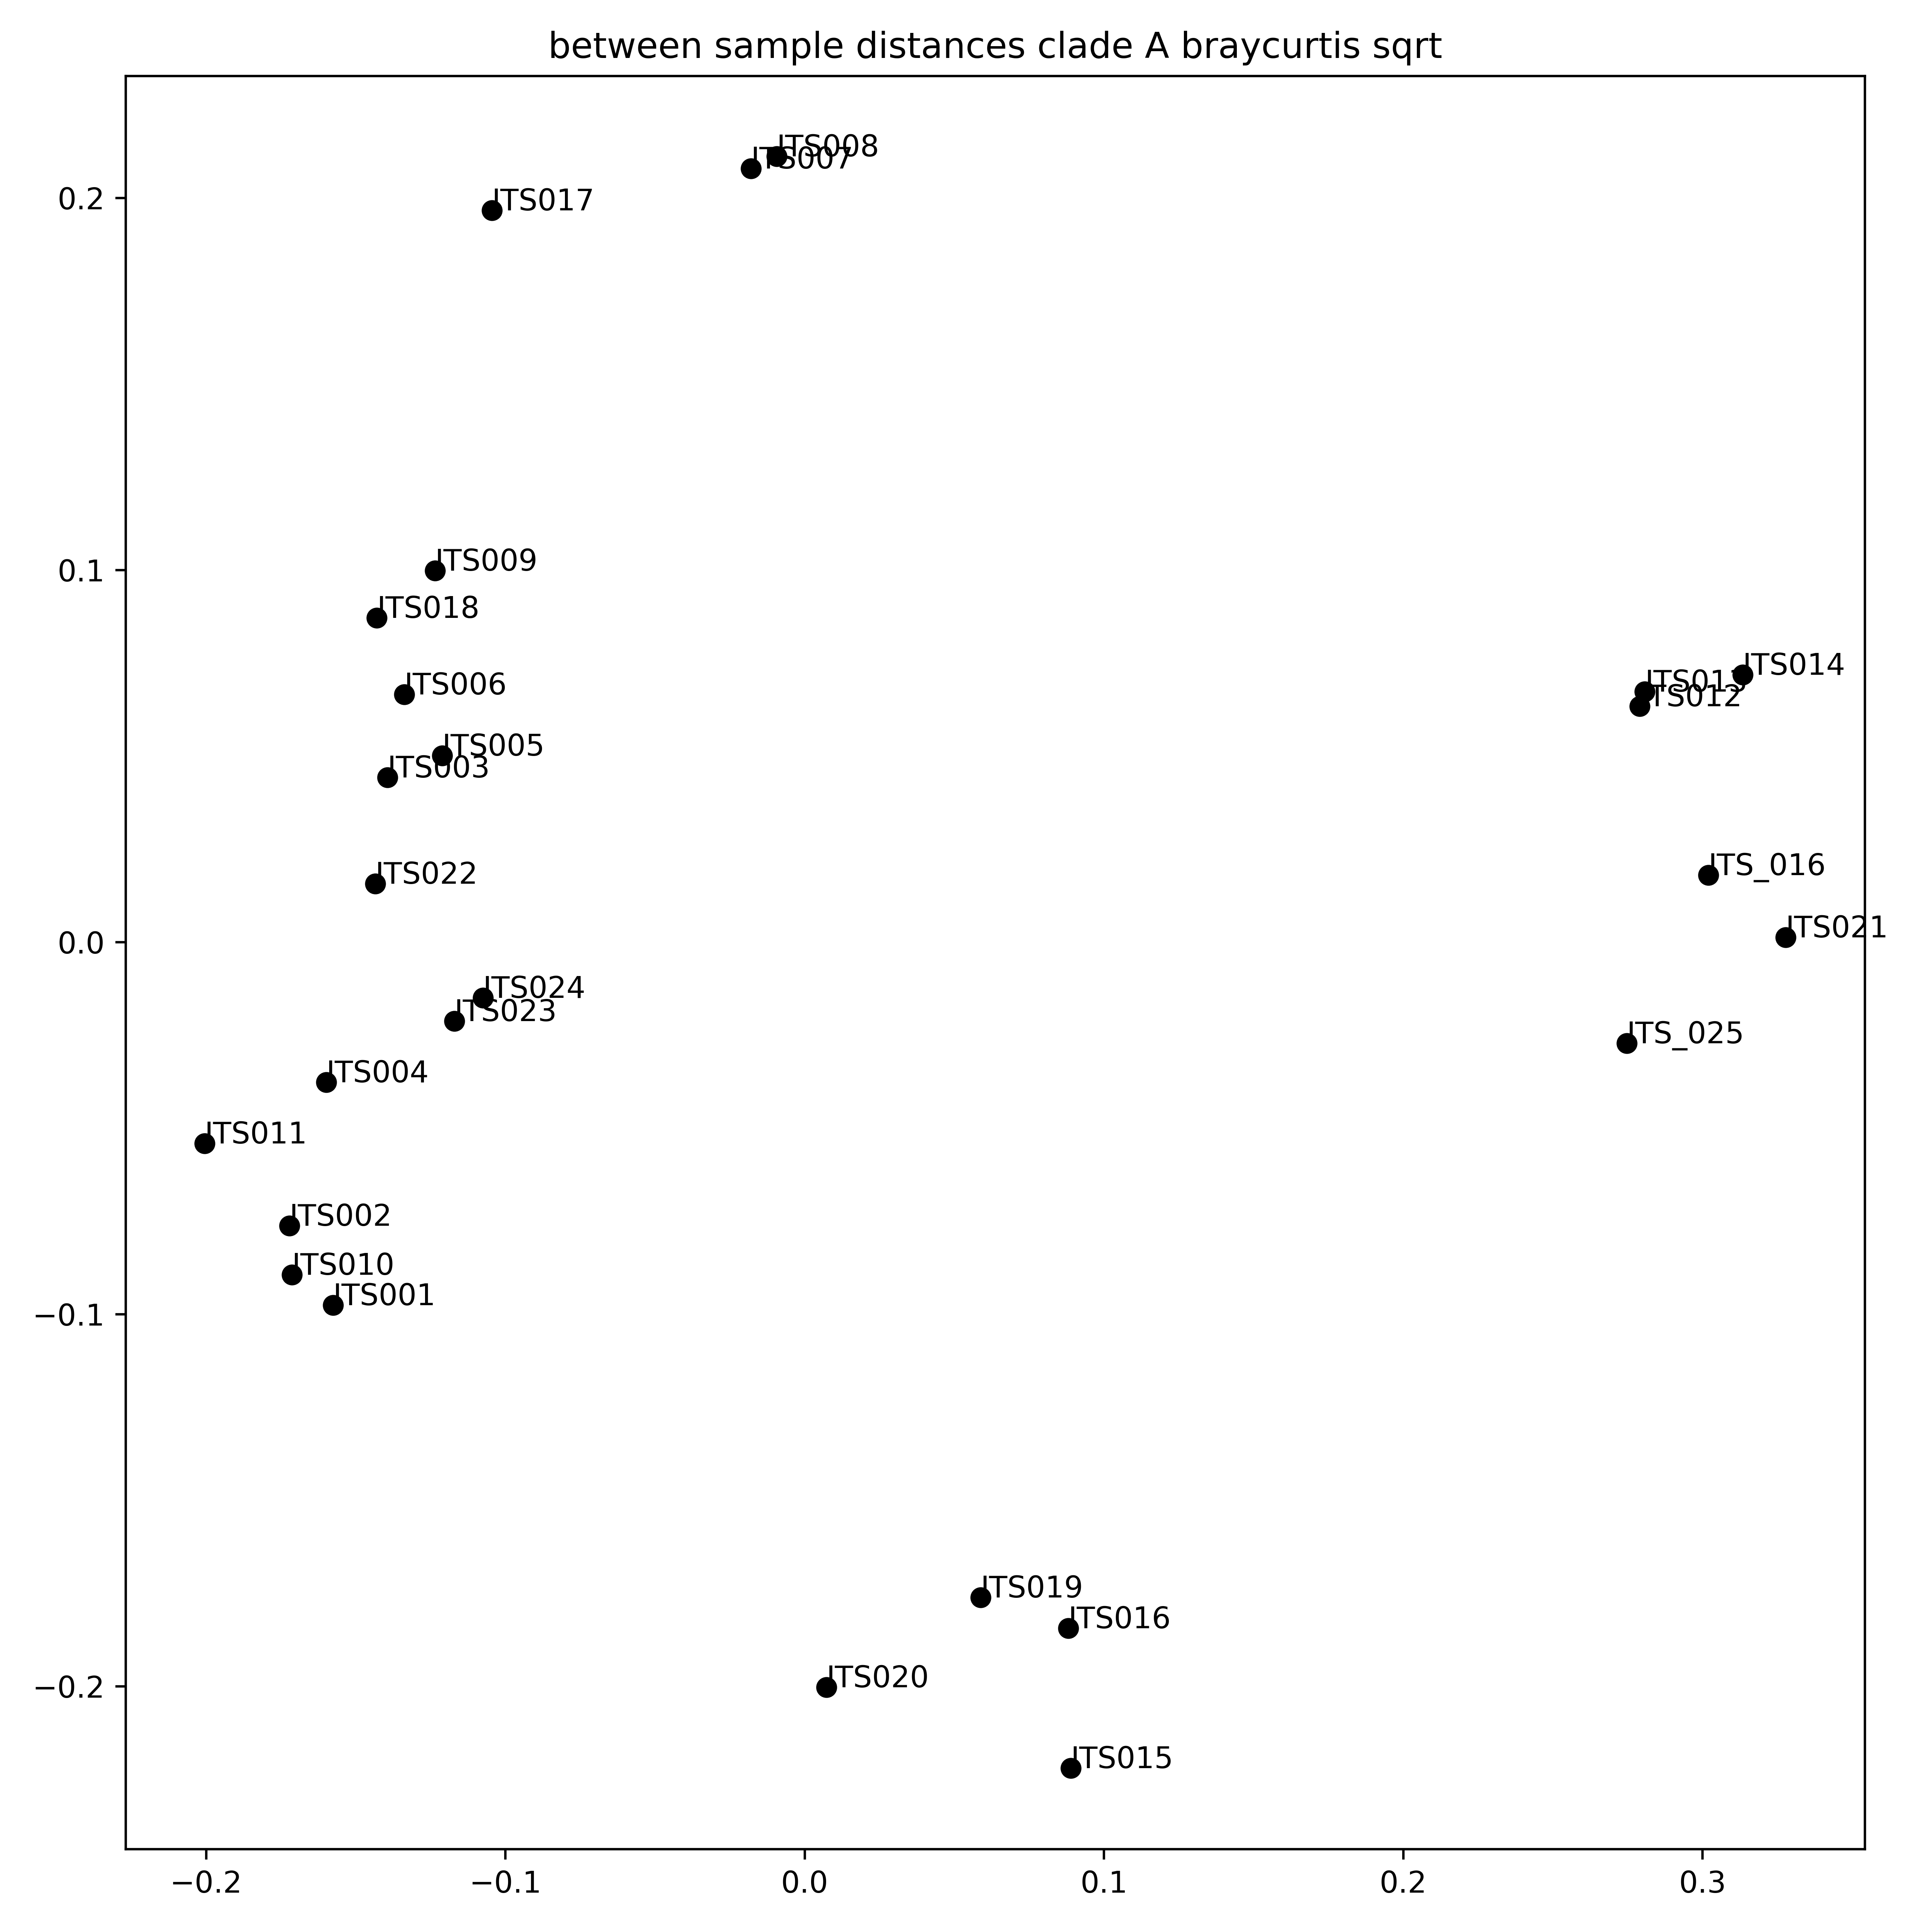 between sample distances clade A braycurtis sqrt
ITS008
ITS007
ITS017
0.2
ITS009
0.1
ITS018
ITS014
ITS013
ITS006
ITS012
ITS005
ITS003
ITS022
ITS_016
ITS021
0.0
ITS024
ITS023
ITS_025
ITS004
ITS011
ITS002
ITS010
ITS001
−0.1
ITS019
ITS016
ITS020
−0.2
ITS015
−0.2 −0.1 0.0 0.1 0.2 0.3